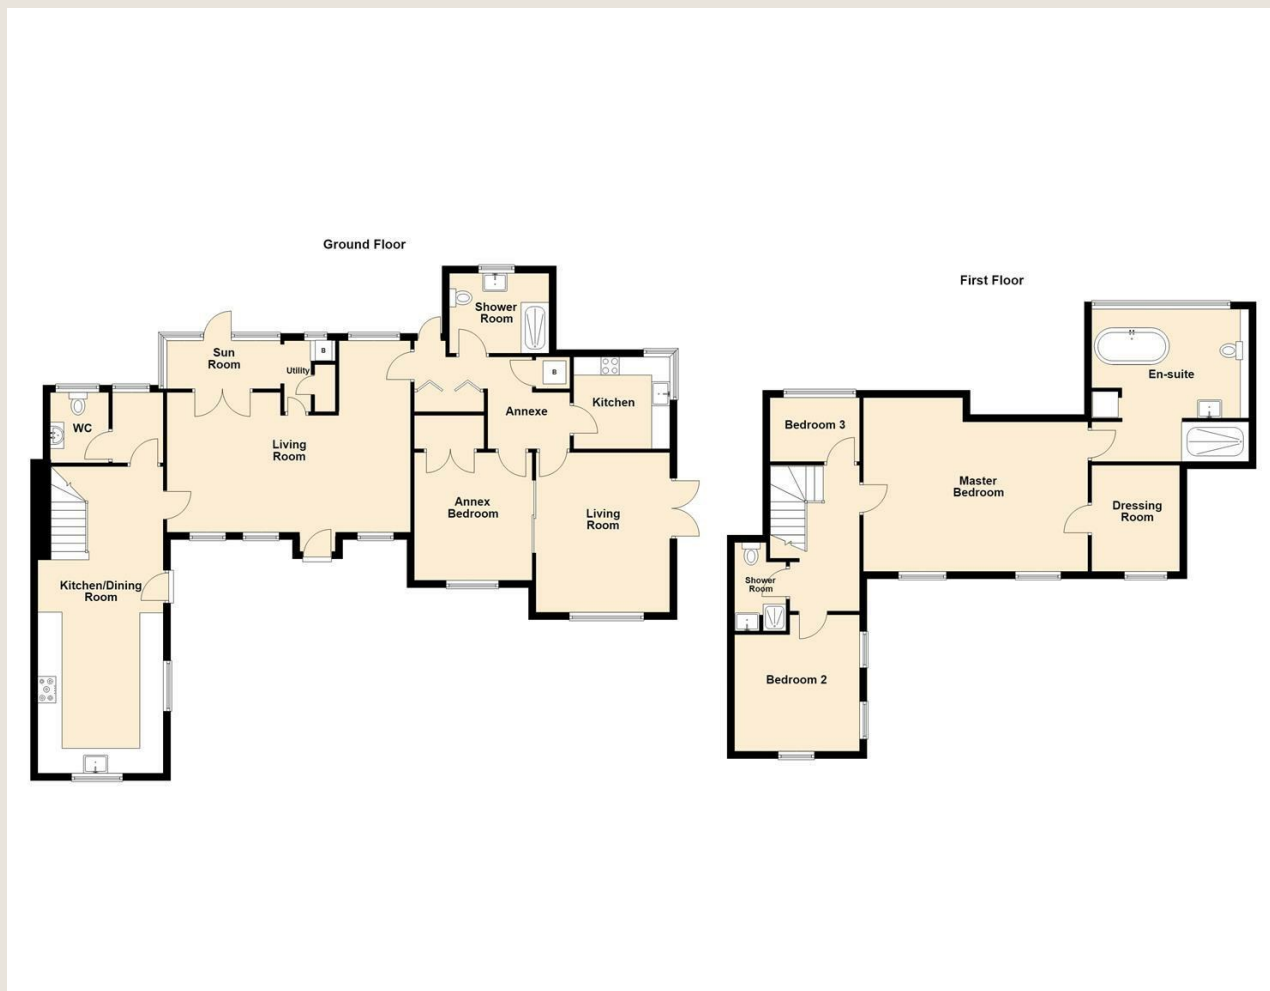 Ground Floor
Shower
Room
Sun
Room
Utility
B
B
Kitchen
Annexe
WC
Living
Room
Annex
Bedroom
Living
Room
Kitchen/Dining
Room
First Floor
En-suite
Bedroom 3
Master
Bedroom
Dressing
Room
Shower
Room
Bedroom 2